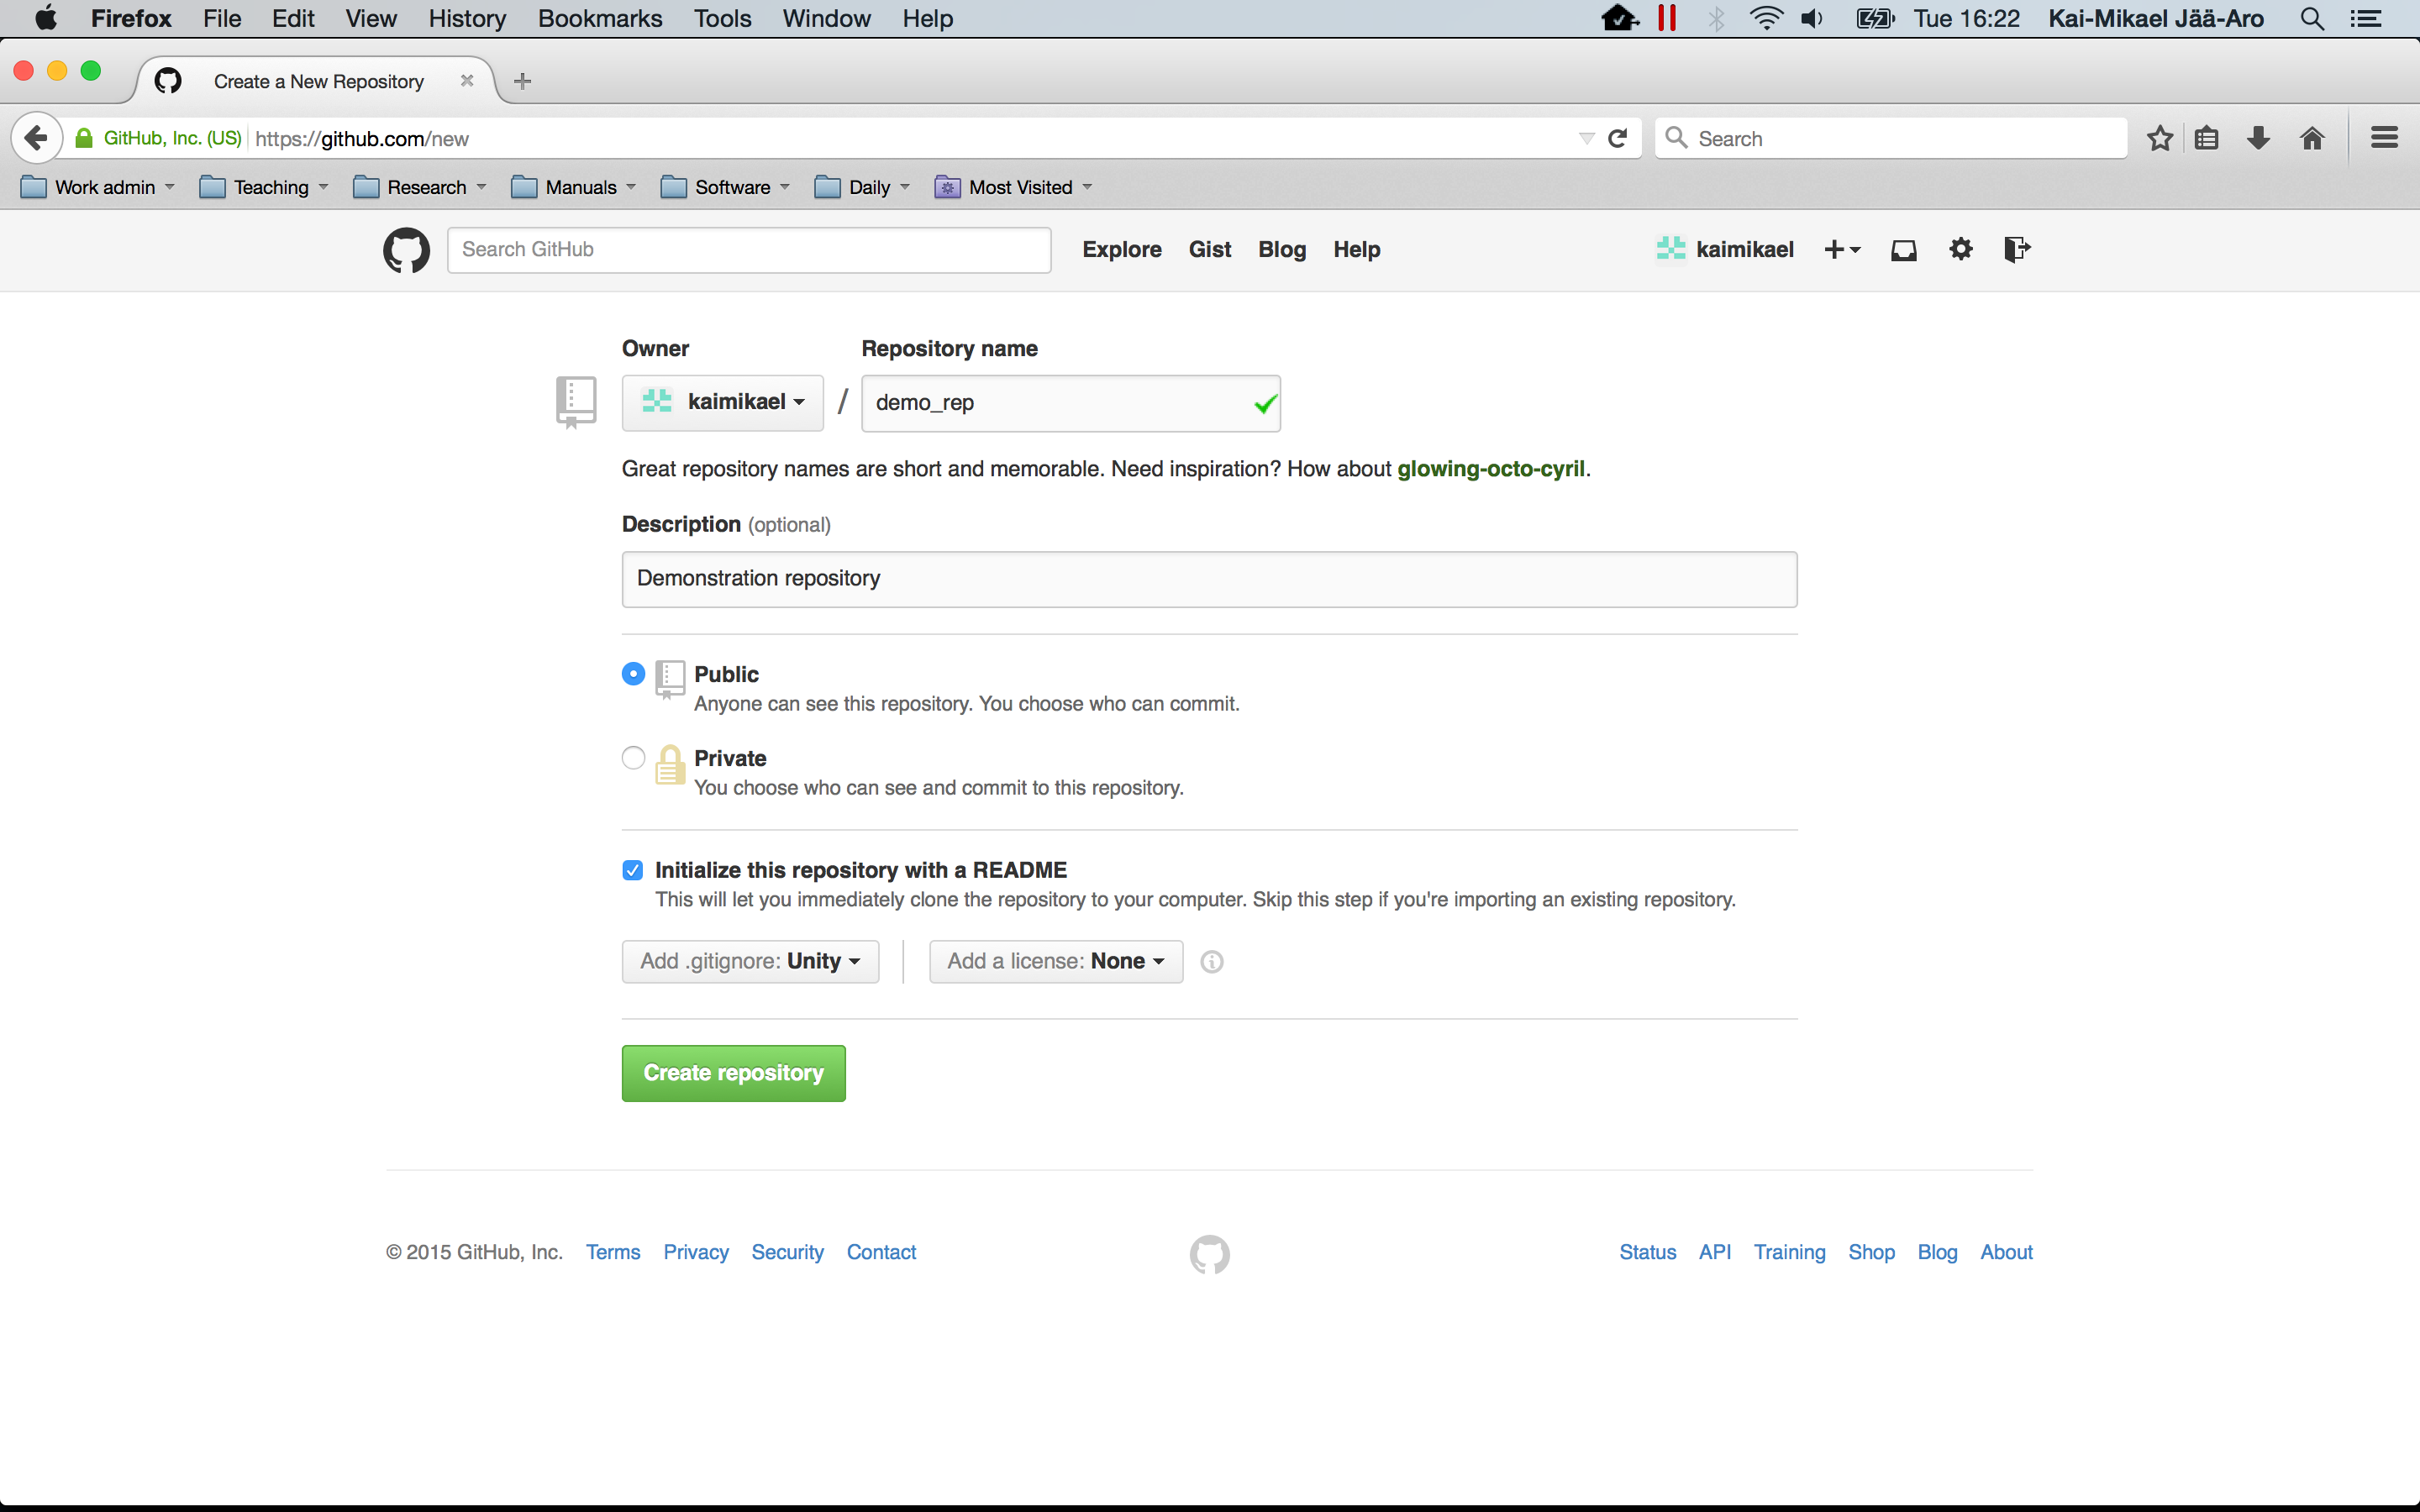 Firefox File Edit View History Bookmarks Tools Window Help Tue 16:22 Kai-Mikael Jää-Aro
Create a New Repository
GitHub, Inc. (US) https://github.com/new Search
Work admin Teaching Research Manuals Software Daily Most Visited
Search GitHub Explore Gist Blog Help kaimikael
Owner Repository name
kaimikael / demo_rep
Great repository names are short and memorable. Need inspiration? How about glowing-octo-cyril.
Description (optional)
Demonstration repository
Public
Anyone can see this repository. You choose who can commit.
Private
You choose who can see and commit to this repository.
Initialize this repository with a README
This will let you immediately clone the repository to your computer. Skip this step if you're importing an existing repository.
Add .gitignore: Unity Add a license: None
Create repository
© 2015 GitHub, Inc. Terms Privacy Security Contact Status API Training Shop Blog About